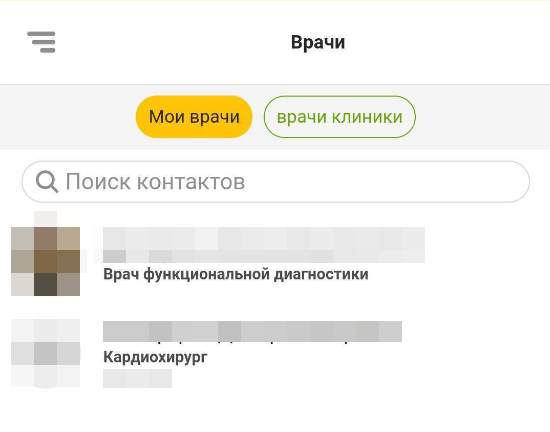 Врачи
Мои врачи
врачи клиники
Поиск контактов
Врач функциональной диагностики
Кардиохирург